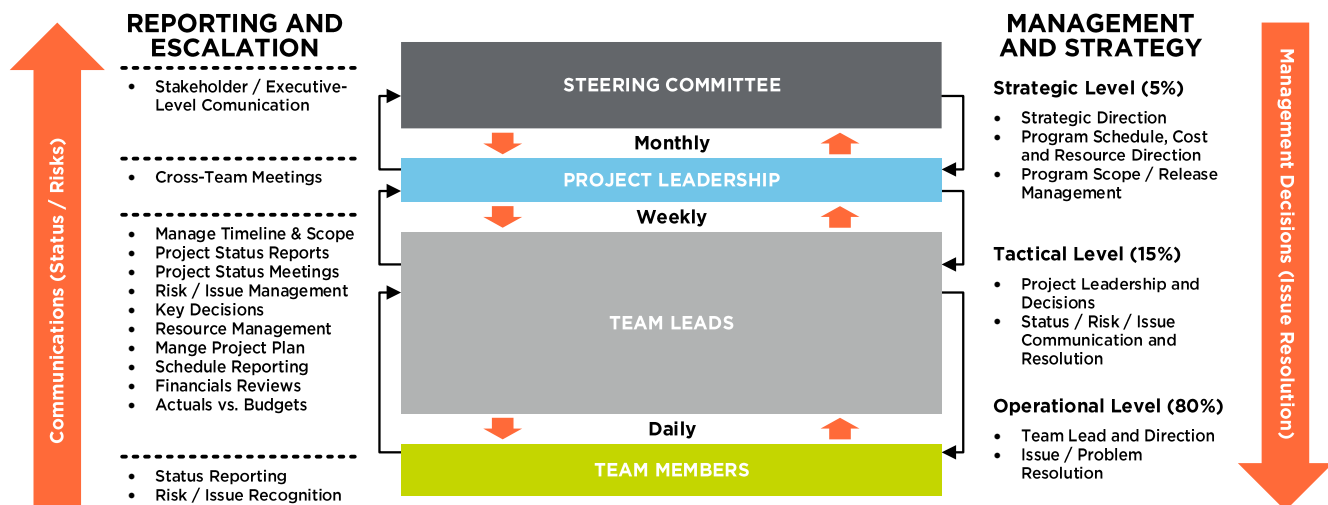 Communications (Status / Risks)
REPORTING AND
ESCALATION
• Stakeholder / Executive-
Level Comunication
• Cross-Team Meetings
• Manage Timeline & Scope
• Project Status Reports
• Project Status Meetings
• Risk / Issue Management
• Key Decisions
• Resource Management
• Mange Project Plan
• Schedule Reporting
• Financials Reviews
• Actuals vs. Budgets
• Status Reporting
• Risk / Issue Recognition
STEERING COMMITTEE
Monthly
PROJECT LEADERSHIP
Weekly
TEAM LEADS
Daily
TEAM MEMBERS
MANAGEMENT
AND STRATEGY
Strategic Level (5%)
• Strategic Direction
• Program Schedule, Cost
and Resource Direction
• Program Scope / Release
Management
Tactical Level (15%)
• Project Leadership and
Decisions
• Status / Risk / Issue
Communication and
Resolution
Operational Level (80%)
• Team Lead and Direction
• Issue / Problem
Resolution
Management Decisions (Issue Resolution)